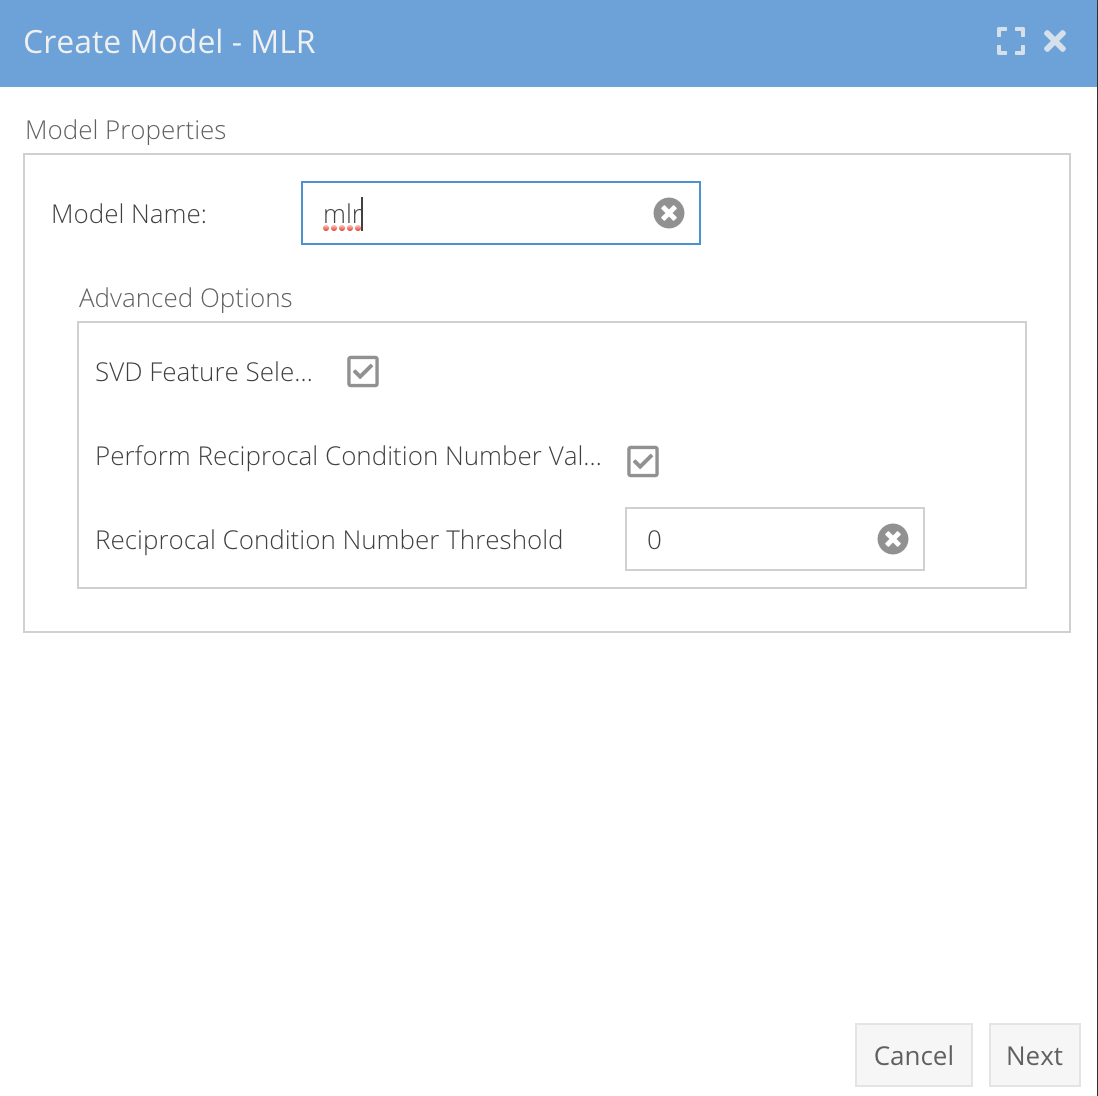 Create Model - MLR
Model Properties
Model Name:
mlr
Advanced Options
SVD Feature Sele...
Perform Reciprocal Condition Number Val...
Reciprocal Condition Number Threshold
0
Cancel
Next